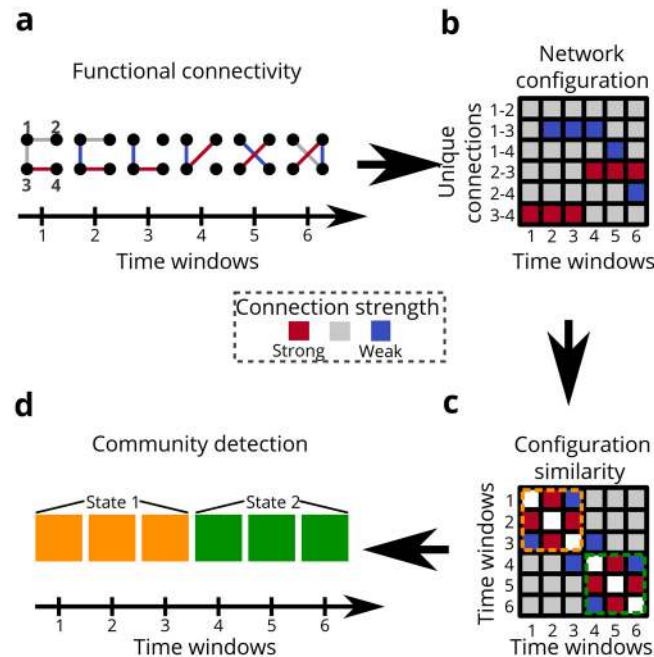 a
Functional connectivity
1 2
3 4
1 2 3 4 5 6
Time windows
b
Network
configuration
Unique
connections
1-2
1-3
1-4
2-3
2-4
3-4
1 2 3 4 5 6
Time windows
Connection strength
Strong Weak
c
Configuration
similarity
Time windows
1
2
3
4
5
6
1 2 3 4 5 6
Time windows
d
Community detection
State 1 State 2
1 2 3 4 5 6
Time windows